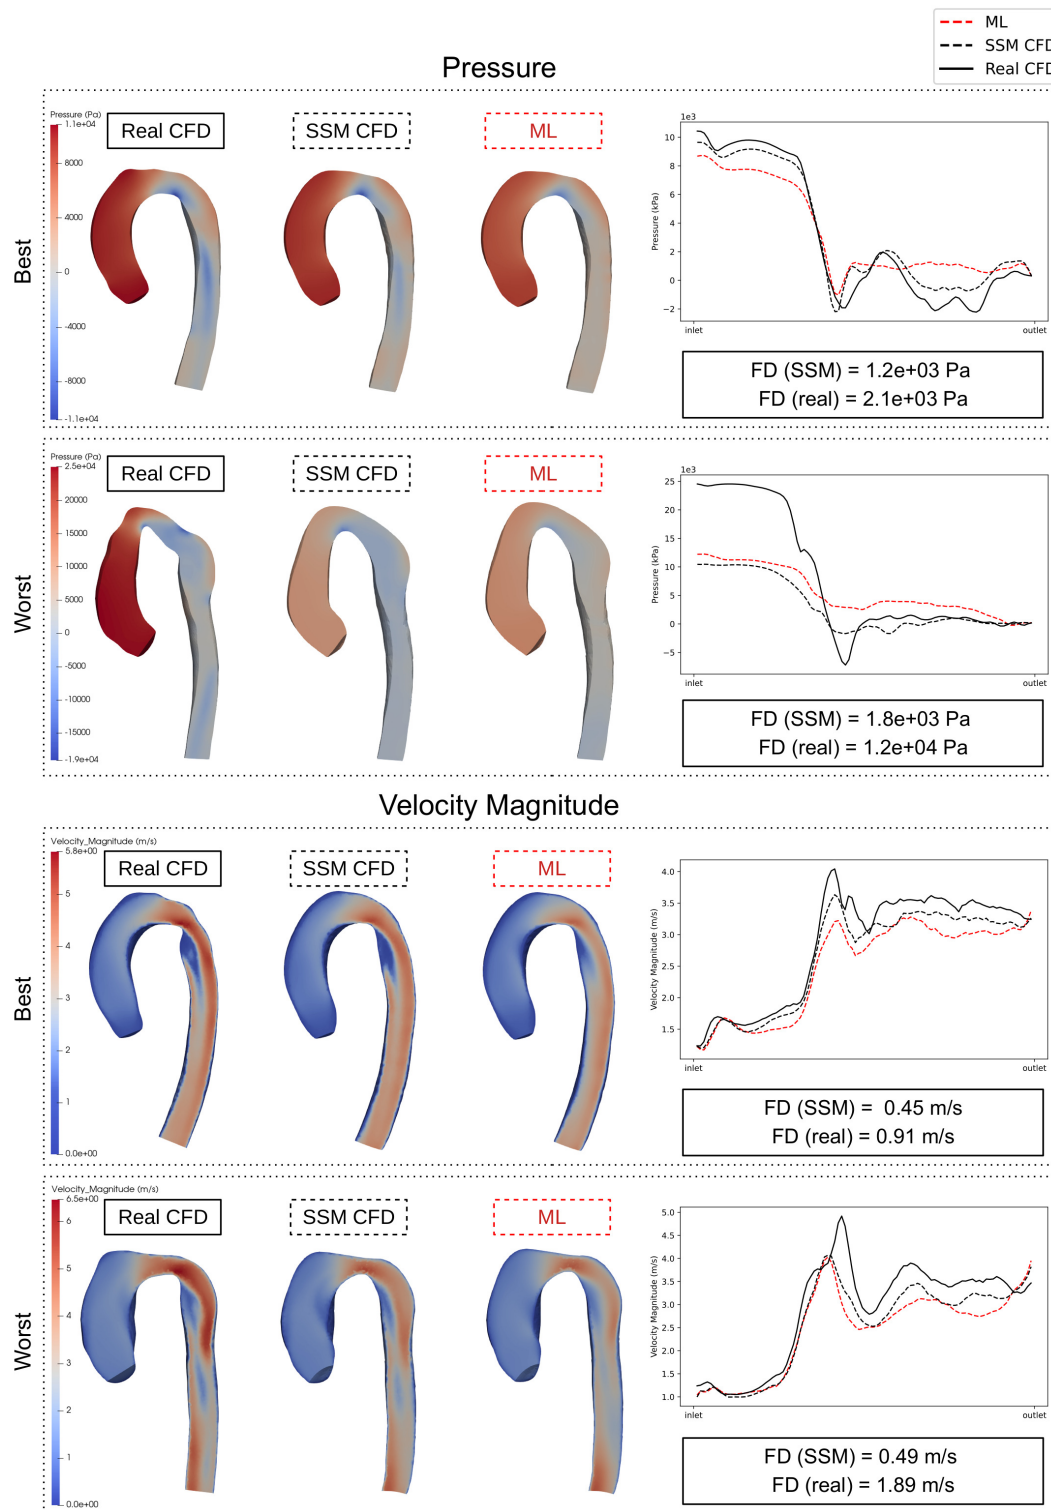 ML
SSM CFD
Real CFD
Pressure
Best
Pressure (Pa)
1.1e+04
8000
4000
0
-4000
-8000
-1.1e+04
Real CFD
SSM CFD
ML
1e3
Pressure (kPa)
10
8
6
4
2
0
−2
inlet
outlet
FD (SSM) = 1.2e+03 Pa
FD (real) = 2.1e+03 Pa
Worst
Pressure (Pa)
2.5e+04
20000
15000
10000
5000
0
-5000
-10000
-15000
-1.9e+04
Real CFD
SSM CFD
ML
1e3
Pressure (kPa)
25
20
15
10
5
0
−5
inlet
outlet
FD (SSM) = 1.8e+03 Pa
FD (real) = 1.2e+04 Pa
Velocity Magnitude
Best
Velocity_Magnitude (m/s)
5.8e+00
5
4
3
2
1
0.0e+00
Real CFD
SSM CFD
ML
Velocity Magnitude (m/s)
4.0
3.5
3.0
2.5
2.0
1.5
inlet
outlet
FD (SSM) = 0.45 m/s
FD (real) = 0.91 m/s
Worst
Velocity_Magnitude (m/s)
6.5e+00
6
5
4
3
2
1
0.0e+00
Real CFD
SSM CFD
ML
Velocity Magnitude (m/s)
5.0
4.5
4.0
3.5
3.0
2.5
2.0
1.5
1.0
inlet
outlet
FD (SSM) = 0.49 m/s
FD (real) = 1.89 m/s